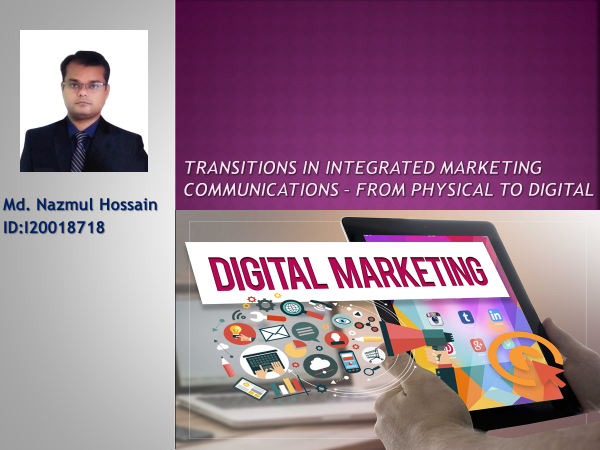 TRANSITIONS IN INTEGRATED MARKETING
COMMUNICATIONS – FROM PHYSICAL TO DIGITAL
Md. Nazmul Hossain
ID:I20018718
DIGITAL MARKETING